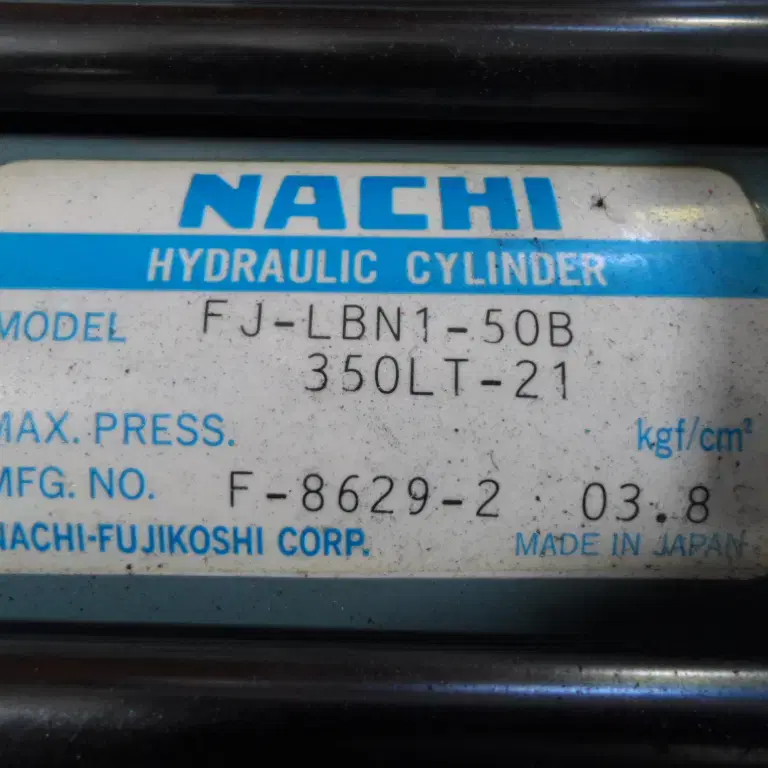 NACHI
HYDRAULIC CYLINDER
MODEL FJ-LBN1-50B
350LT-21
MAX. PRESS. kgf/cm²
MFG. NO. F-8629-2 03.8
NACHI-FUJIKOSHI CORP. MADE IN JAPAN